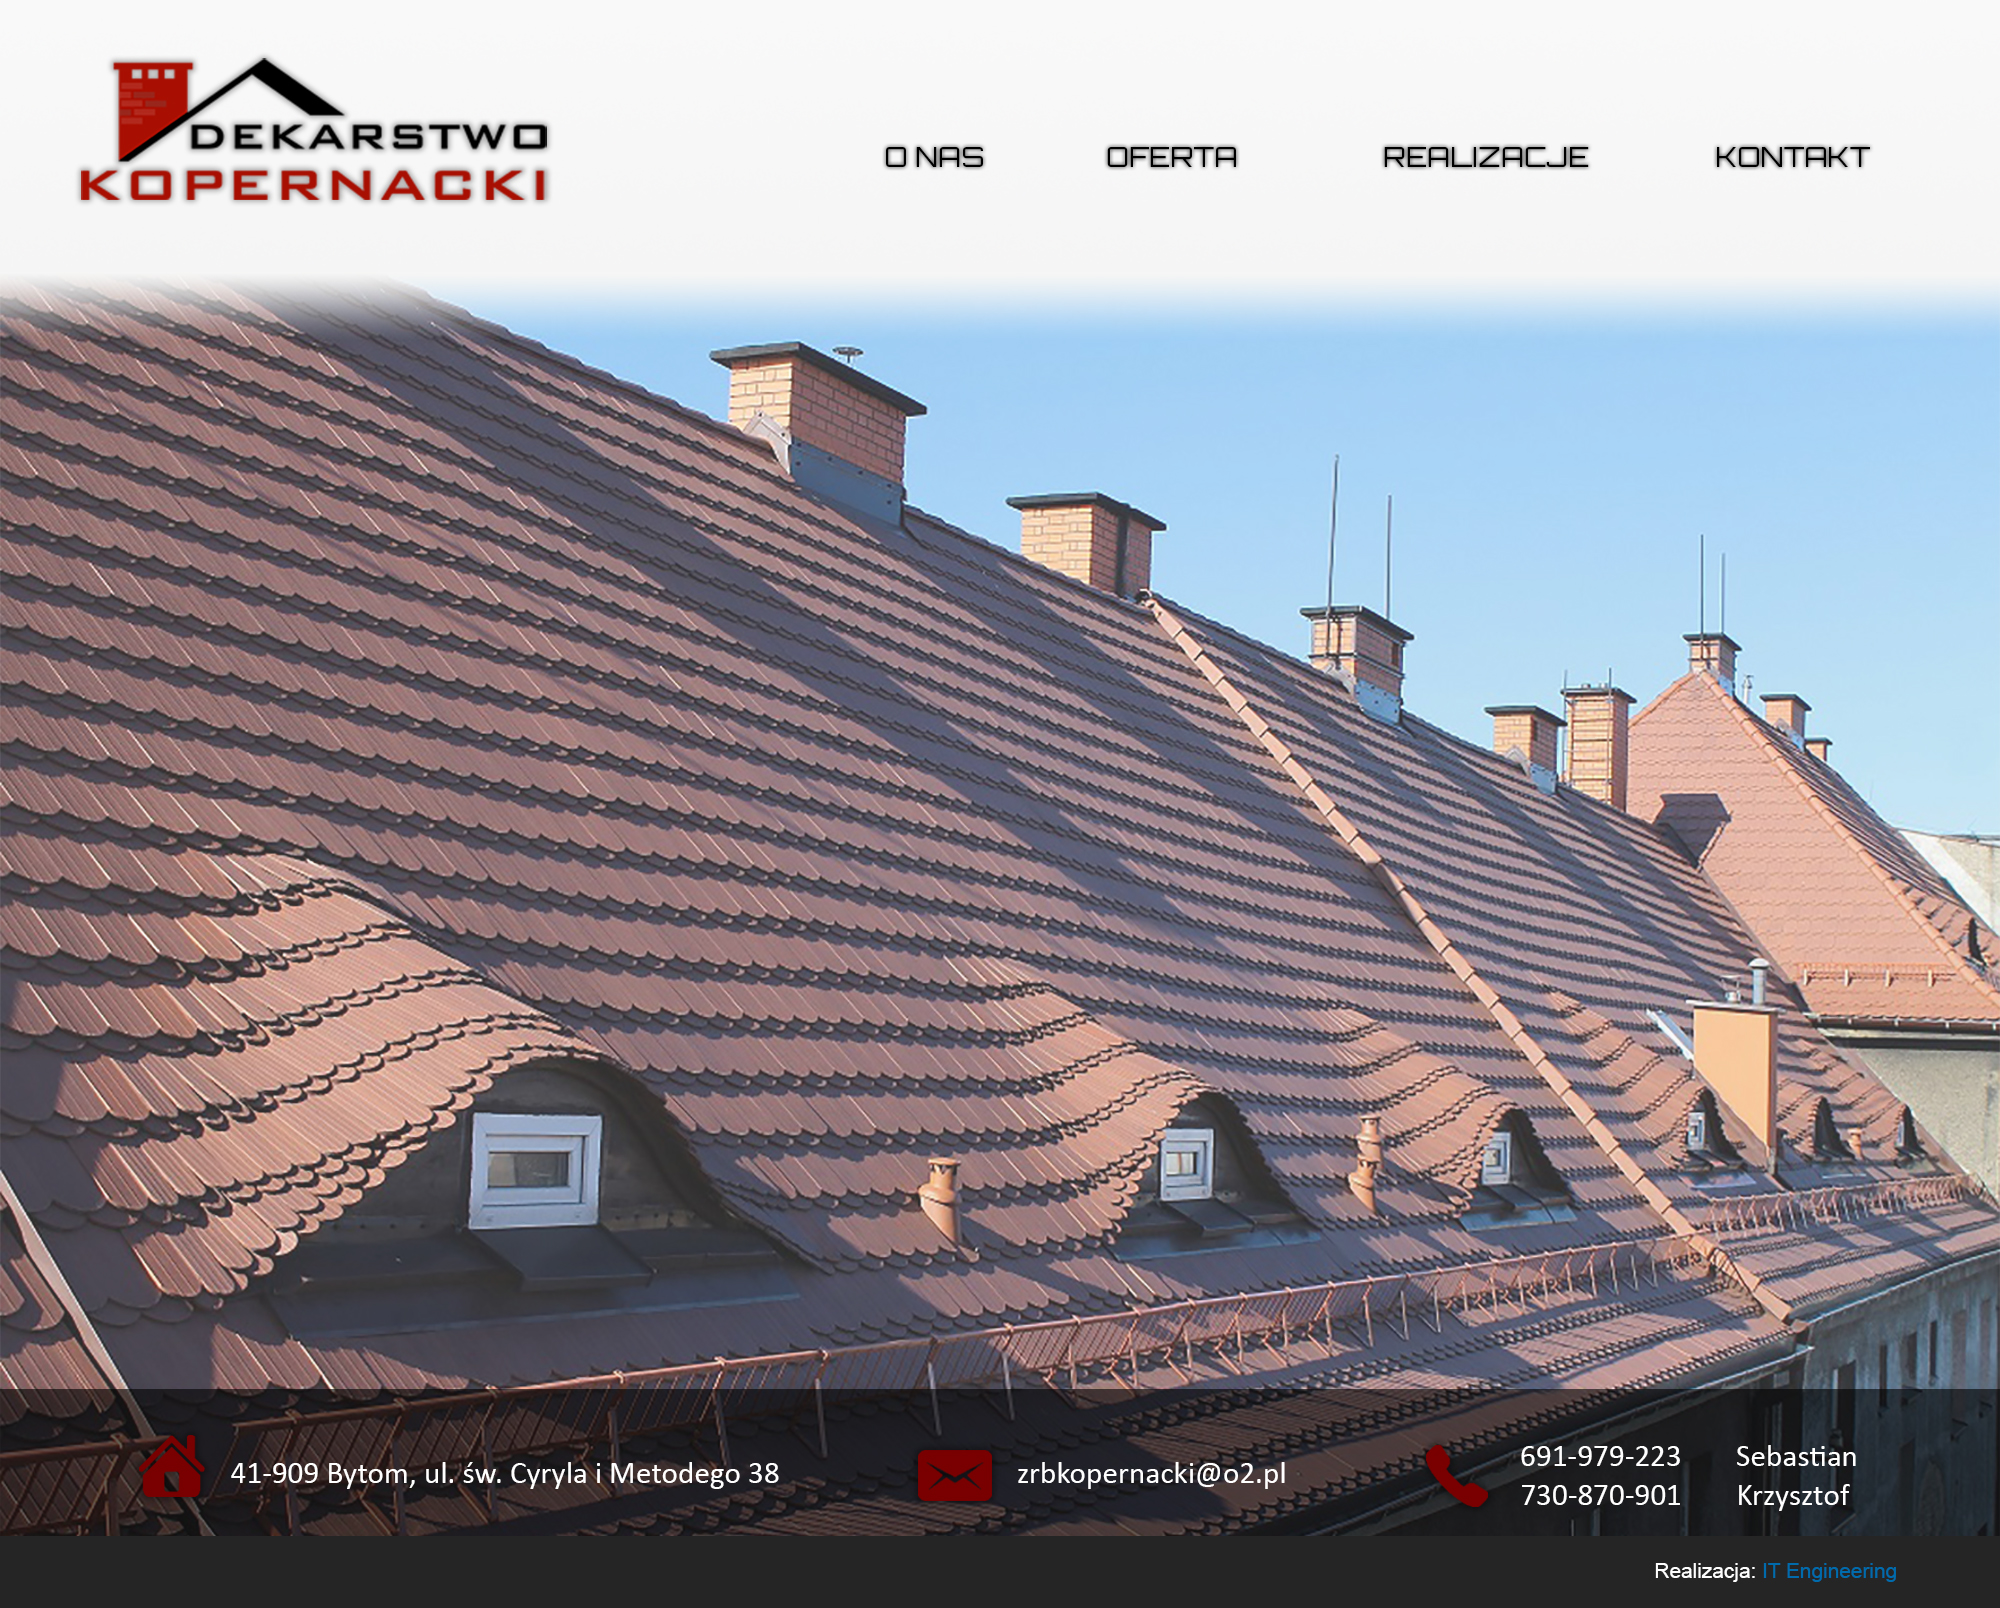 DEKARSTWO
KOPERNACKI
O NAS
OFERTA
REALIZACJE
KONTAKT
41-909 Bytom, ul. św. Cyryla i Metodego 38
zrbkopernacki@o2.pl
691-979-223 Sebastian
730-870-901 Krzysztof
Realizacja: IT Engineering